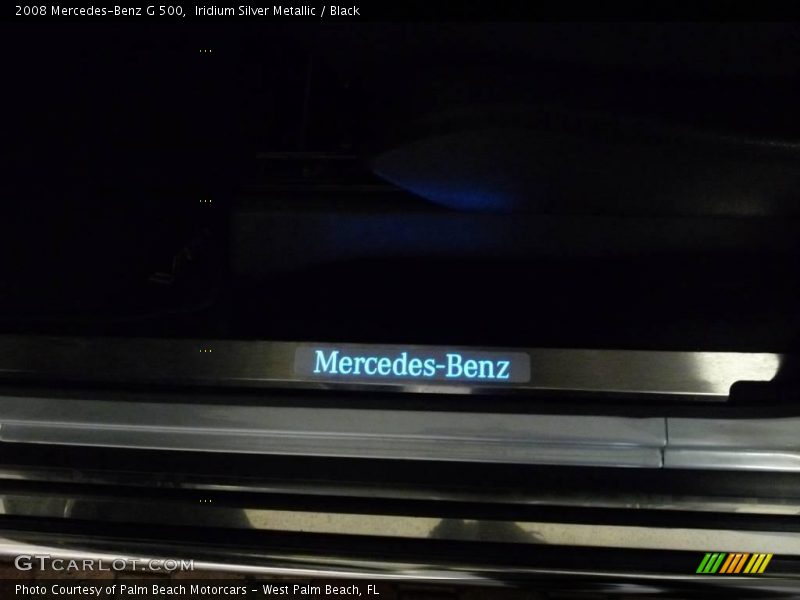 2008 Mercedes-Benz G 500,  Iridium Silver Metallic / Black
Mercedes-Benz
GTcarlot.com
Photo Courtesy of Palm Beach Motorcars - West Palm Beach, FL